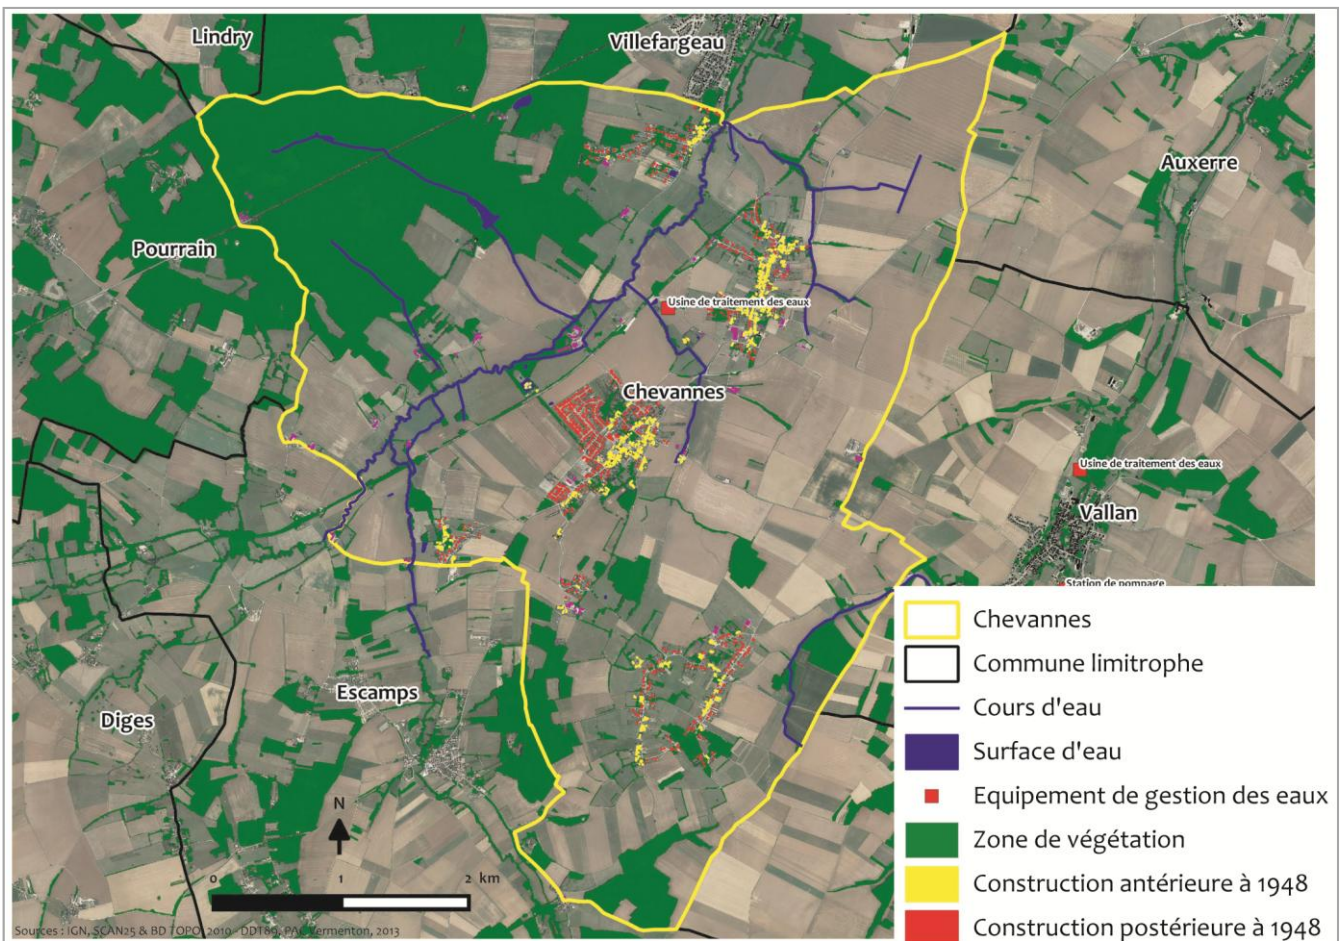 Lindry
Villefargeau
Auxerre
Pourrain
Usine de traitement des eaux
Chevannes
Usine de traitement des eaux
Vallan
Station de pompage
Escamps
Diges
N
0 1 2 km
Sources : IGN, SCAN25 & BD TOPO, 2010 - DDT89, PAC Vermenton, 2013
Chevannes
Commune limitrophe
Cours d'eau
Surface d'eau
Equipement de gestion des eaux
Zone de végétation
Construction antérieure à 1948
Construction postérieure à 1948